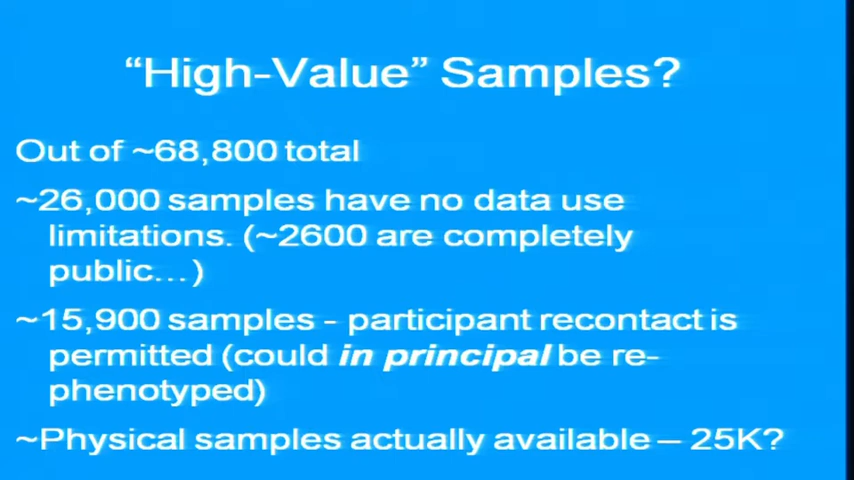 “High-Value” Samples?
Out of ~68,800 total
~26,000 samples have no data use
limitations. (~2600 are completely
public…)
~15,900 samples - participant recontact is
permitted (could in principal be re-
phenotyped)
~Physical samples actually available – 25K?